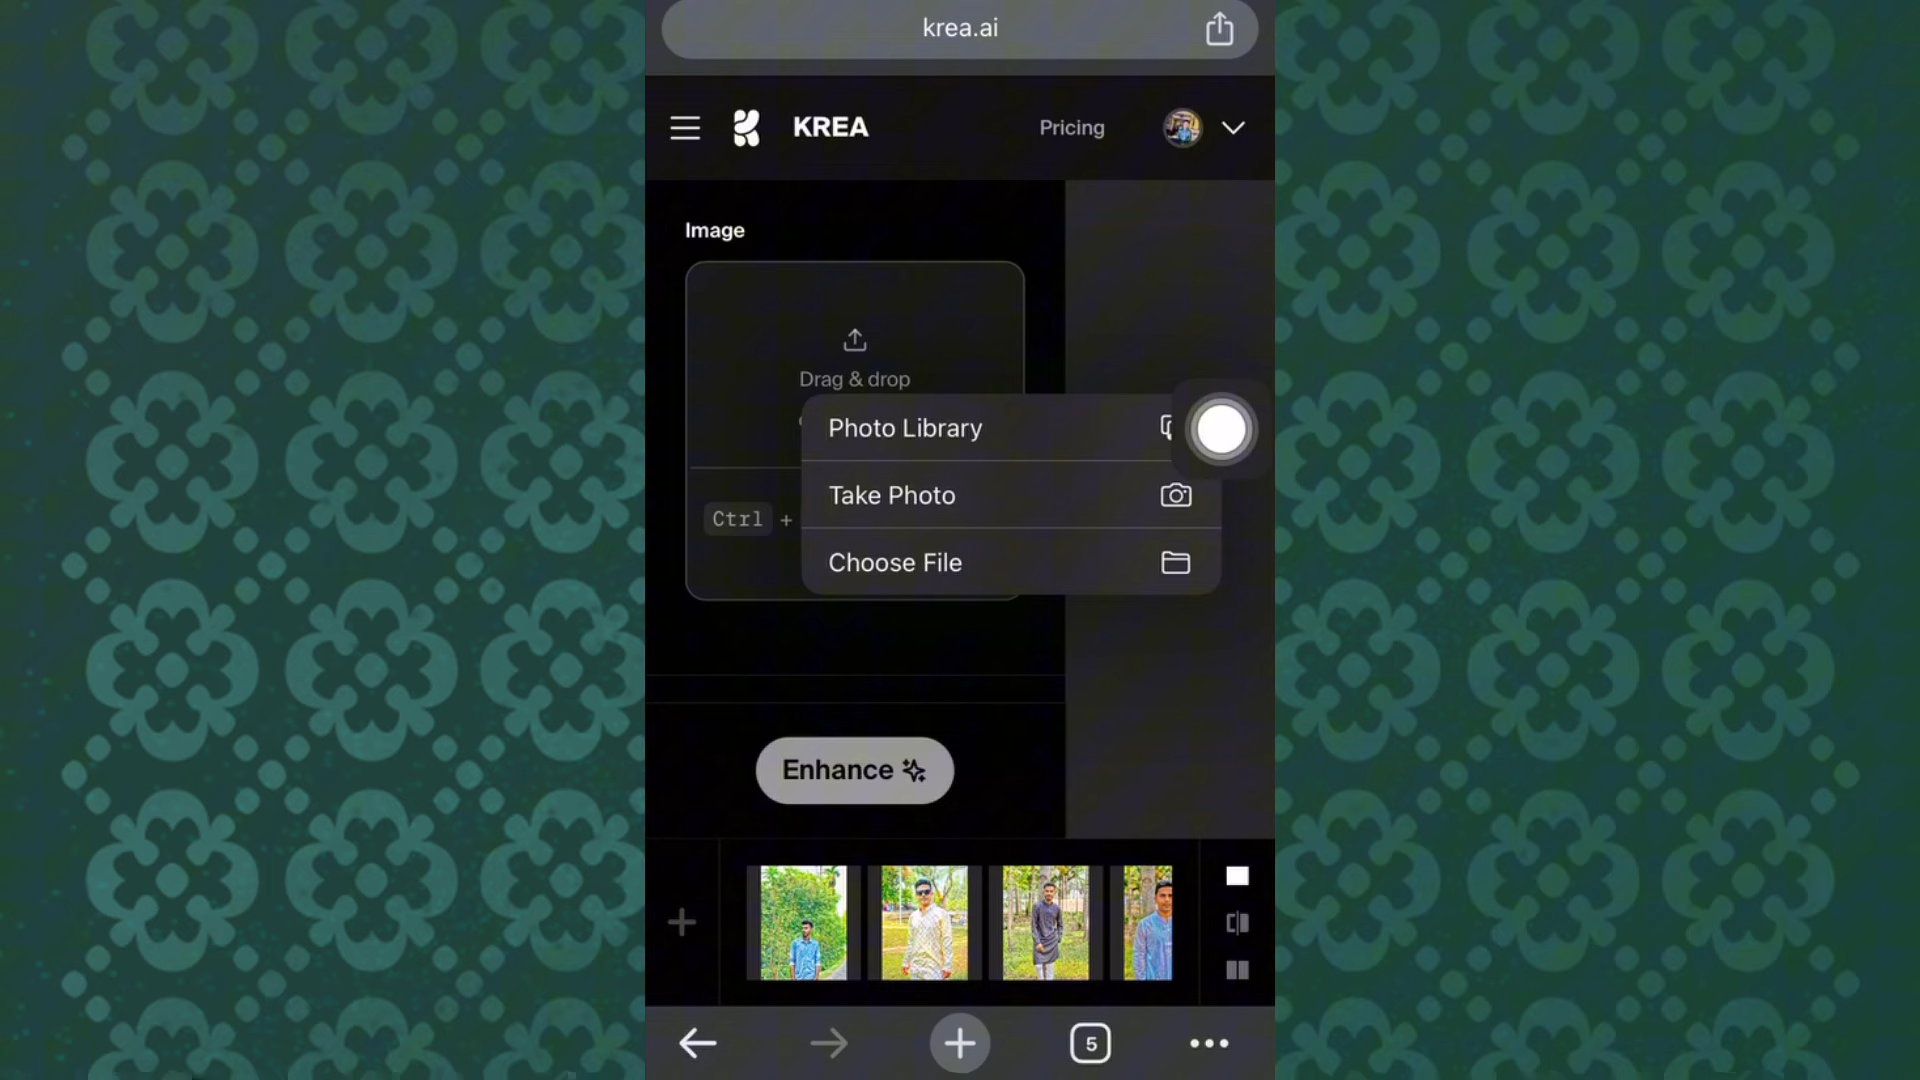 krea.ai
KREA
Pricing
Image
Drag & drop
Photo Library
Take Photo
Ctrl +
Choose File
Enhance
5